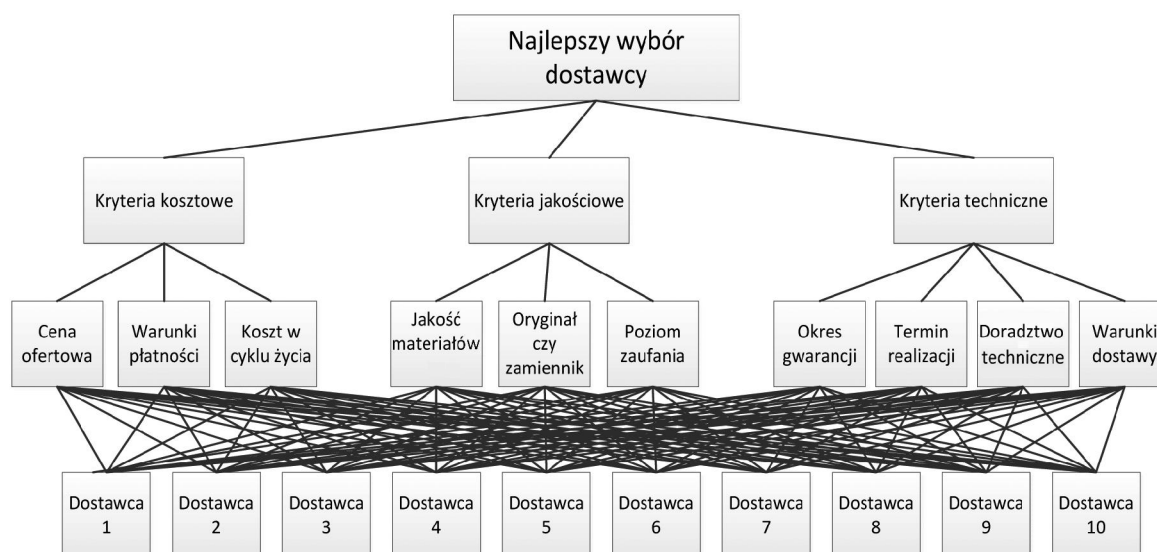 Najlepszy wybór
dostawcy
Kryteria kosztowe
Kryteria jakościowe
Kryteria techniczne
Cena
ofertowa
Warunki
płatności
Koszt w
cyklu życia
Jakość
materiałów
Oryginał
czy
zamiennik
Poziom
zaufania
Okres
gwarancji
Termin
realizacji
Doradztwo
techniczne
Warunki
dostawy
Dostawca
1
Dostawca
2
Dostawca
3
Dostawca
4
Dostawca
5
Dostawca
6
Dostawca
7
Dostawca
8
Dostawca
9
Dostawca
10